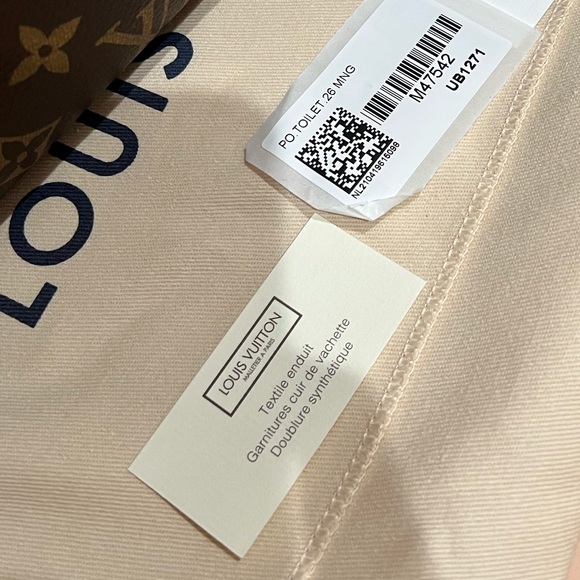 LOUIS
PO.TOILET.26 MNG
M47542
UB1271
NL210419615098
LOUIS VUITTON
MALLETIER A PARIS
Textile enduit
Garnitures cuir de vachette
Doublure synthétique